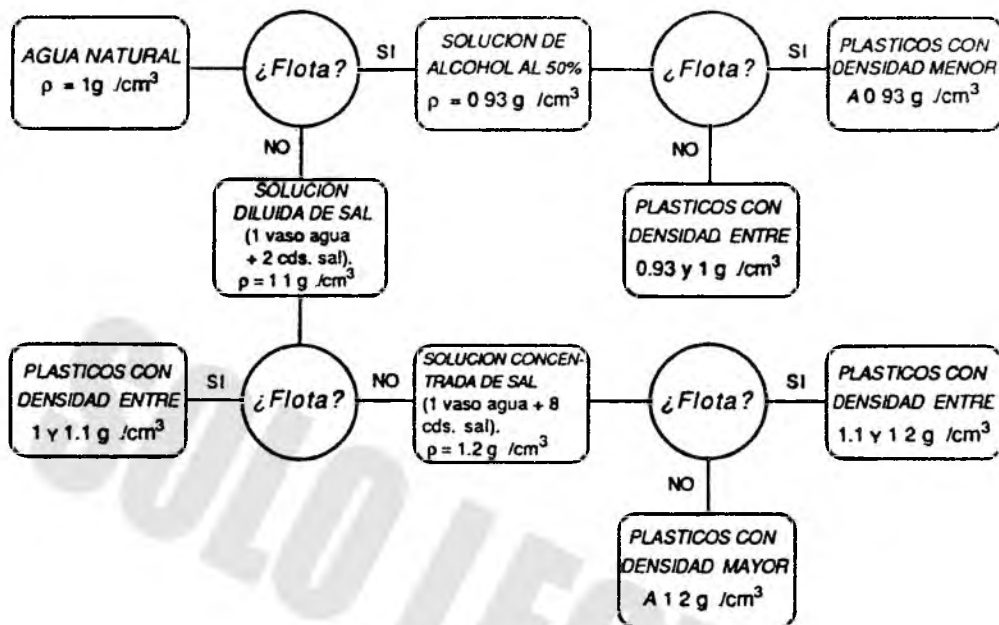 AGUA NATURAL
ρ = 1g /cm³
¿Flota?
SI
SOLUCION DE
ALCOHOL AL 50%
ρ = 0 93 g /cm³
¿Flota?
SI
PLASTICOS CON
DENSIDAD MENOR
A 0 93 g /cm³
NO
NO
SOLUCIÓN
DILUIDA DE SAL
(1 vaso agua
+ 2 cds. sal).
ρ = 1 1 g /cm³
PLASTICOS CON
DENSIDAD ENTRE
0.93 y 1 g /cm³
PLASTICOS CON
DENSIDAD ENTRE
1 Y 1.1 g /cm³
SI
¿Flota?
NO
SOLUCION CONCEN-
TRADA DE SAL
(1 vaso agua + 8
cds. sal).
ρ = 1.2 g /cm³
¿Flota?
SI
PLASTICOS CON
DENSIDAD ENTRE
1.1 Y 1 2 g /cm³
NO
PLASTICOS CON
DENSIDAD MAYOR
A 1 2 g /cm³
SOLO